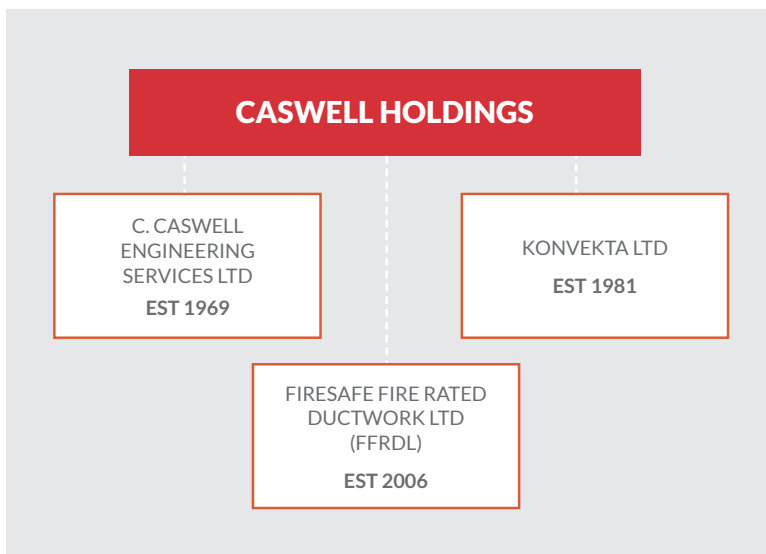 CASWELL HOLDINGS
C. CASWELL
ENGINEERING
SERVICES LTD
EST 1969
KONVEKTA LTD
EST 1981
FIRESAFE FIRE RATED
DUCTWORK LTD
(FFRDL)
EST 2006